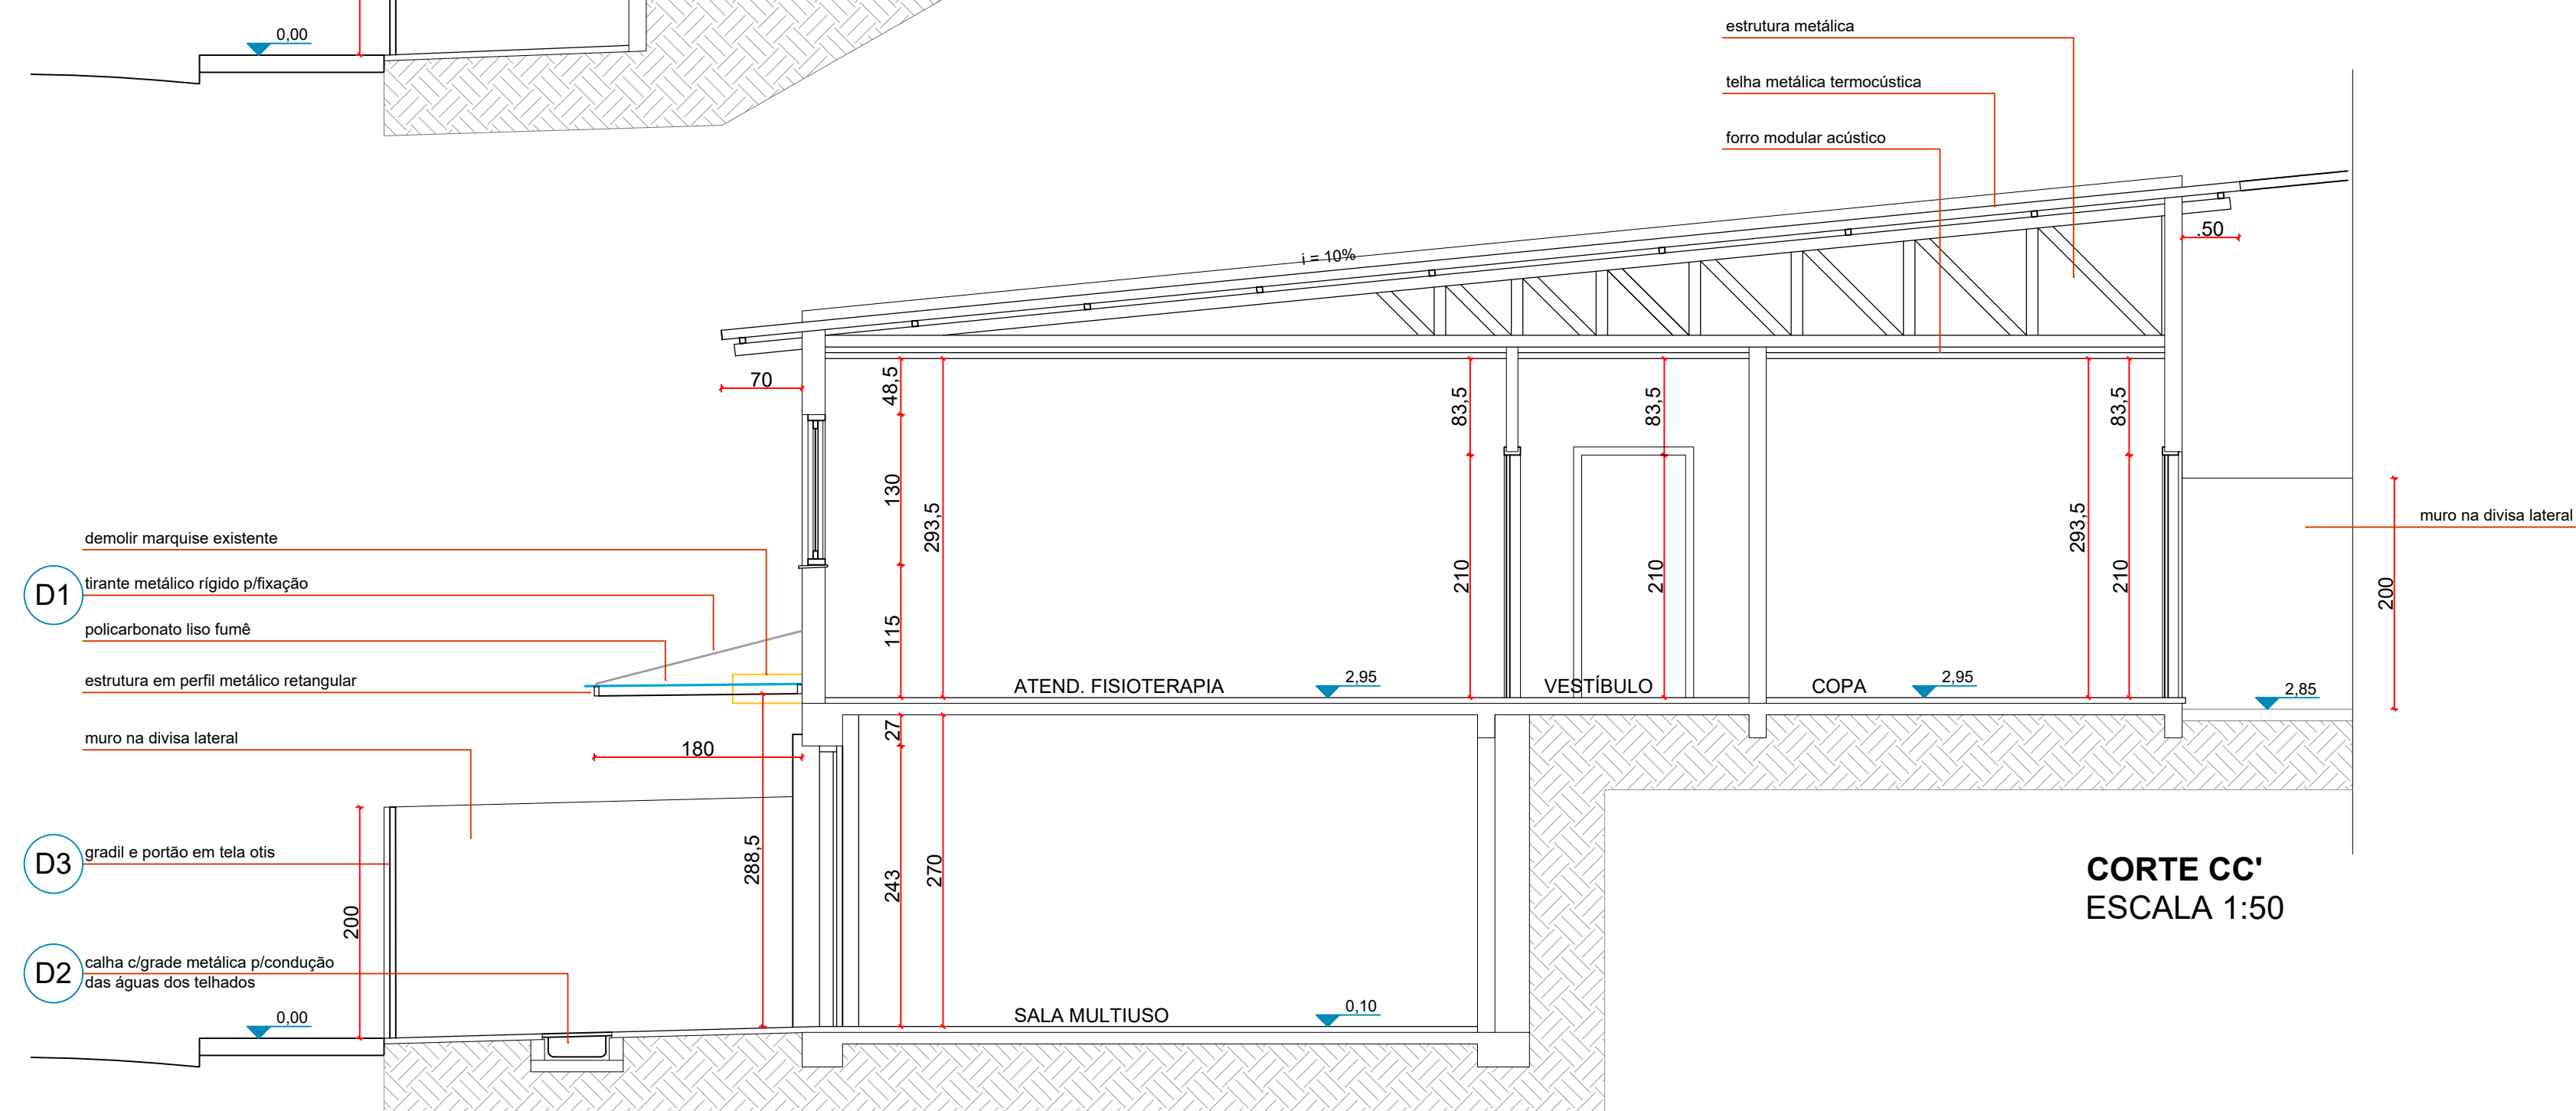 0,00
estrutura metálica
telha metálica termocústica
forro modular acústico
i = 10%
.50
70
48,5
83,5
83,5
83,5
130
293,5
115
210
210
293,5
210
200
muro na divisa lateral
demolir marquise existente
D1
tirante metálico rígido p/fixação
policarbonato liso fumê
estrutura em perfil metálico retangular
ATEND. FISIOTERAPIA
2,95
VESTÍBULO
COPA
2,95
2,85
muro na divisa lateral
180
27
288,5
243
270
D3
gradil e portão em tela otis
200
D2
calha c/grade metálica p/condução
das águas dos telhados
0,00
SALA MULTIUSO
0,10
CORTE CC'
ESCALA 1:50